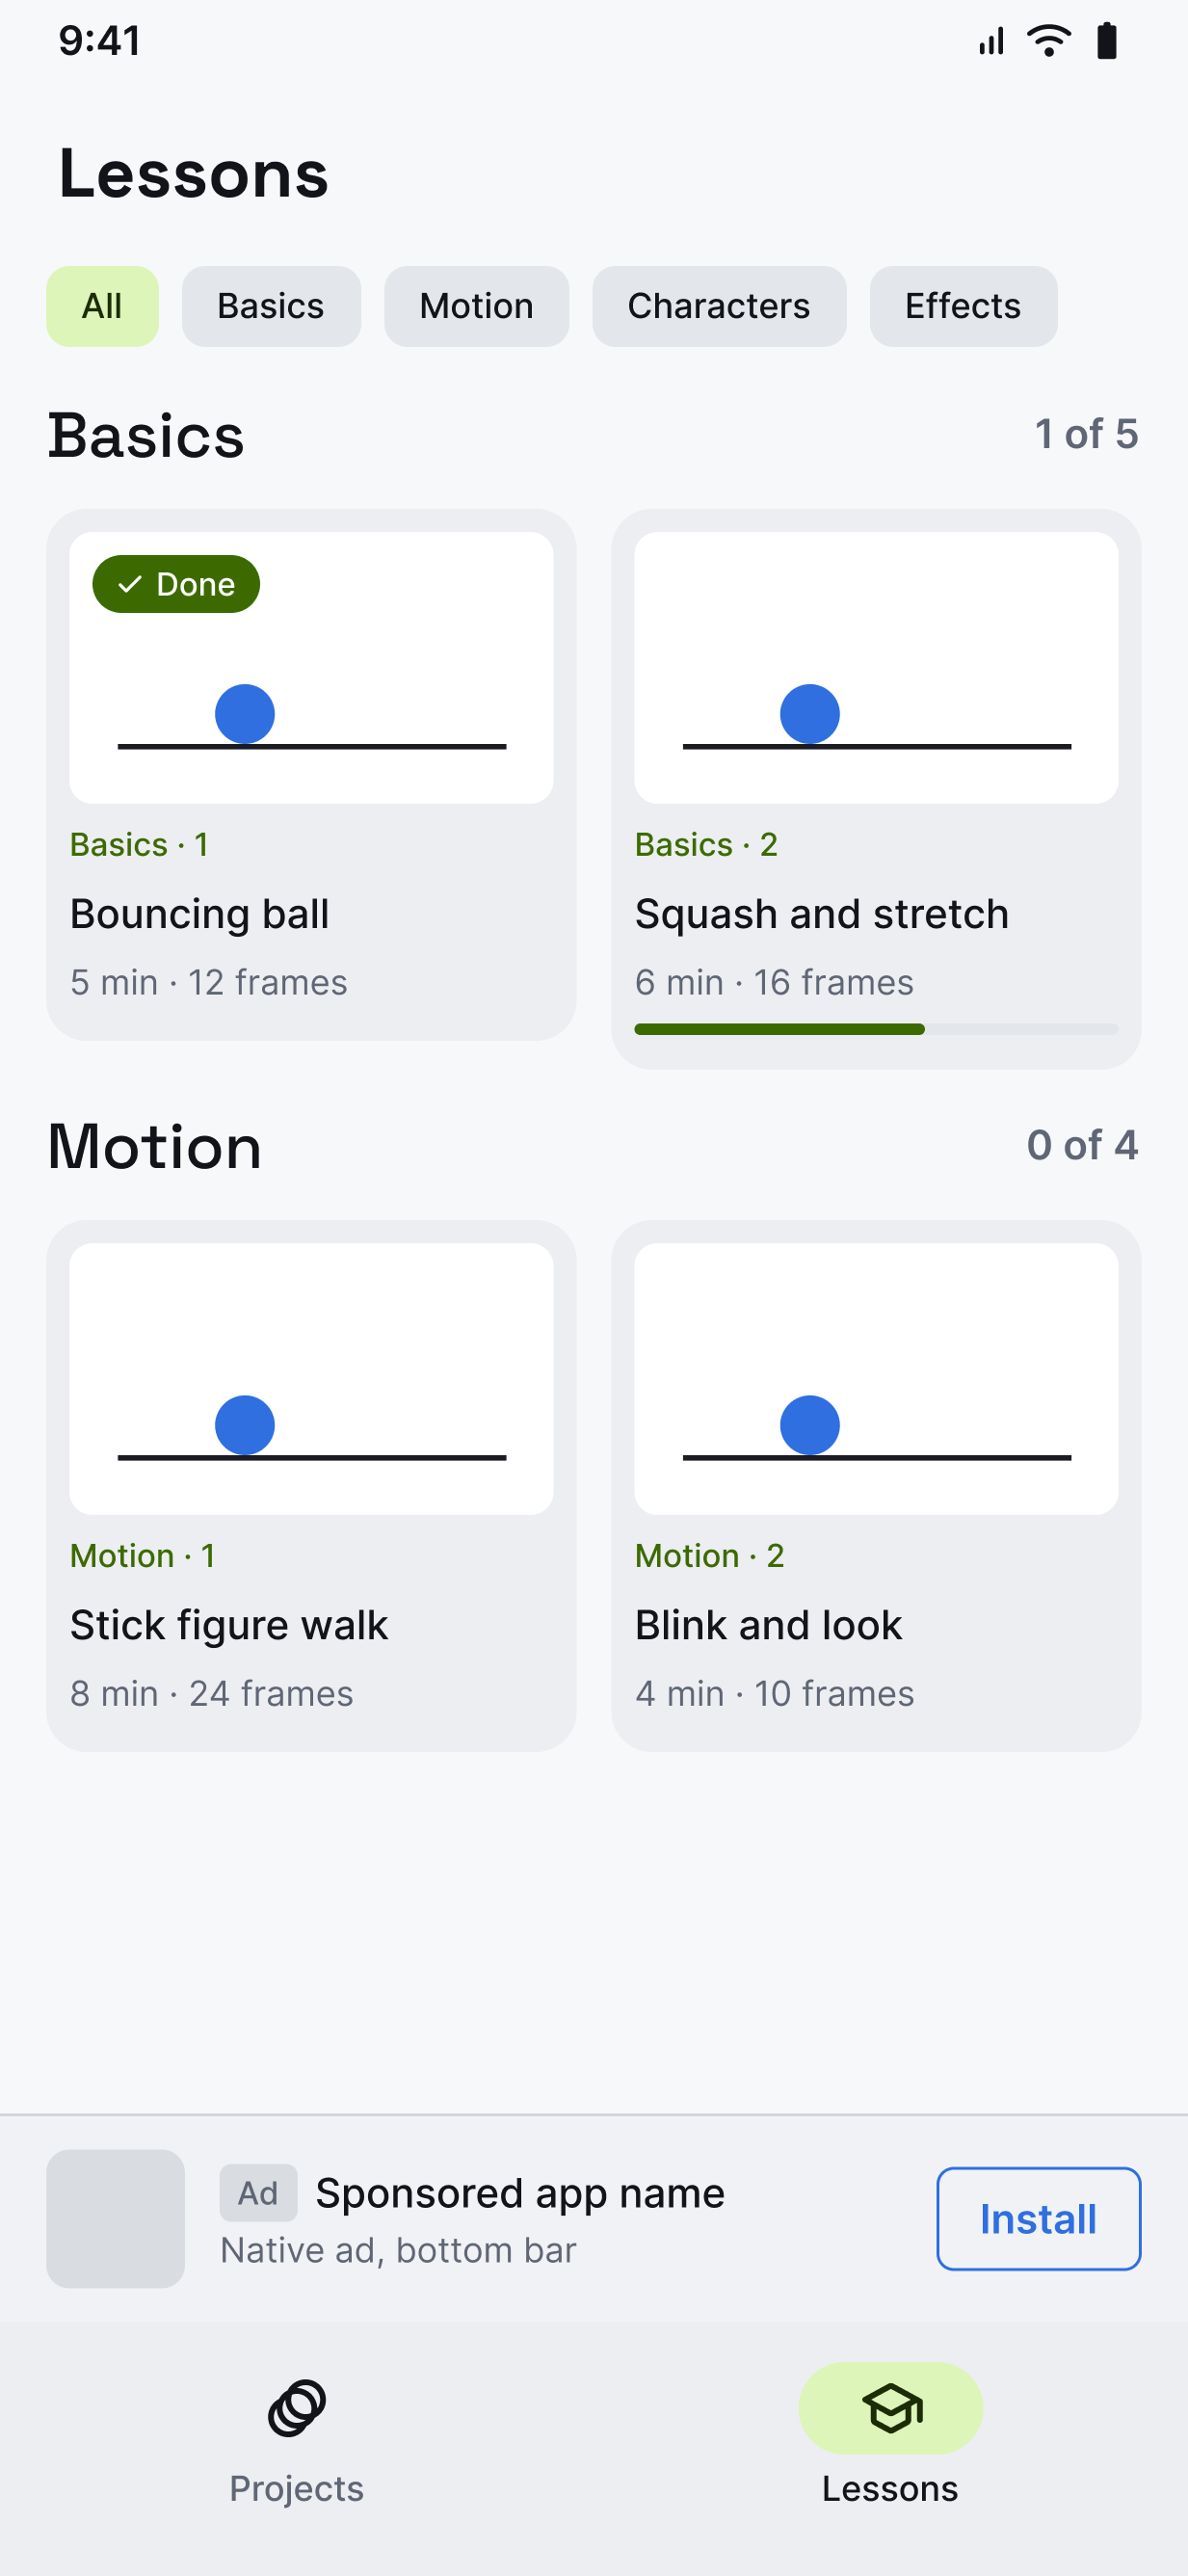 9:41
Lessons
All Basics Motion Characters Effects
Basics 1 of 5
Done
Basics · 1
Bouncing ball
5 min · 12 frames
Basics · 2
Squash and stretch
6 min · 16 frames
Motion 0 of 4
Motion · 1
Stick figure walk
8 min · 24 frames
Motion · 2
Blink and look
4 min · 10 frames
Ad Sponsored app name
Native ad, bottom bar
Install
Projects Lessons